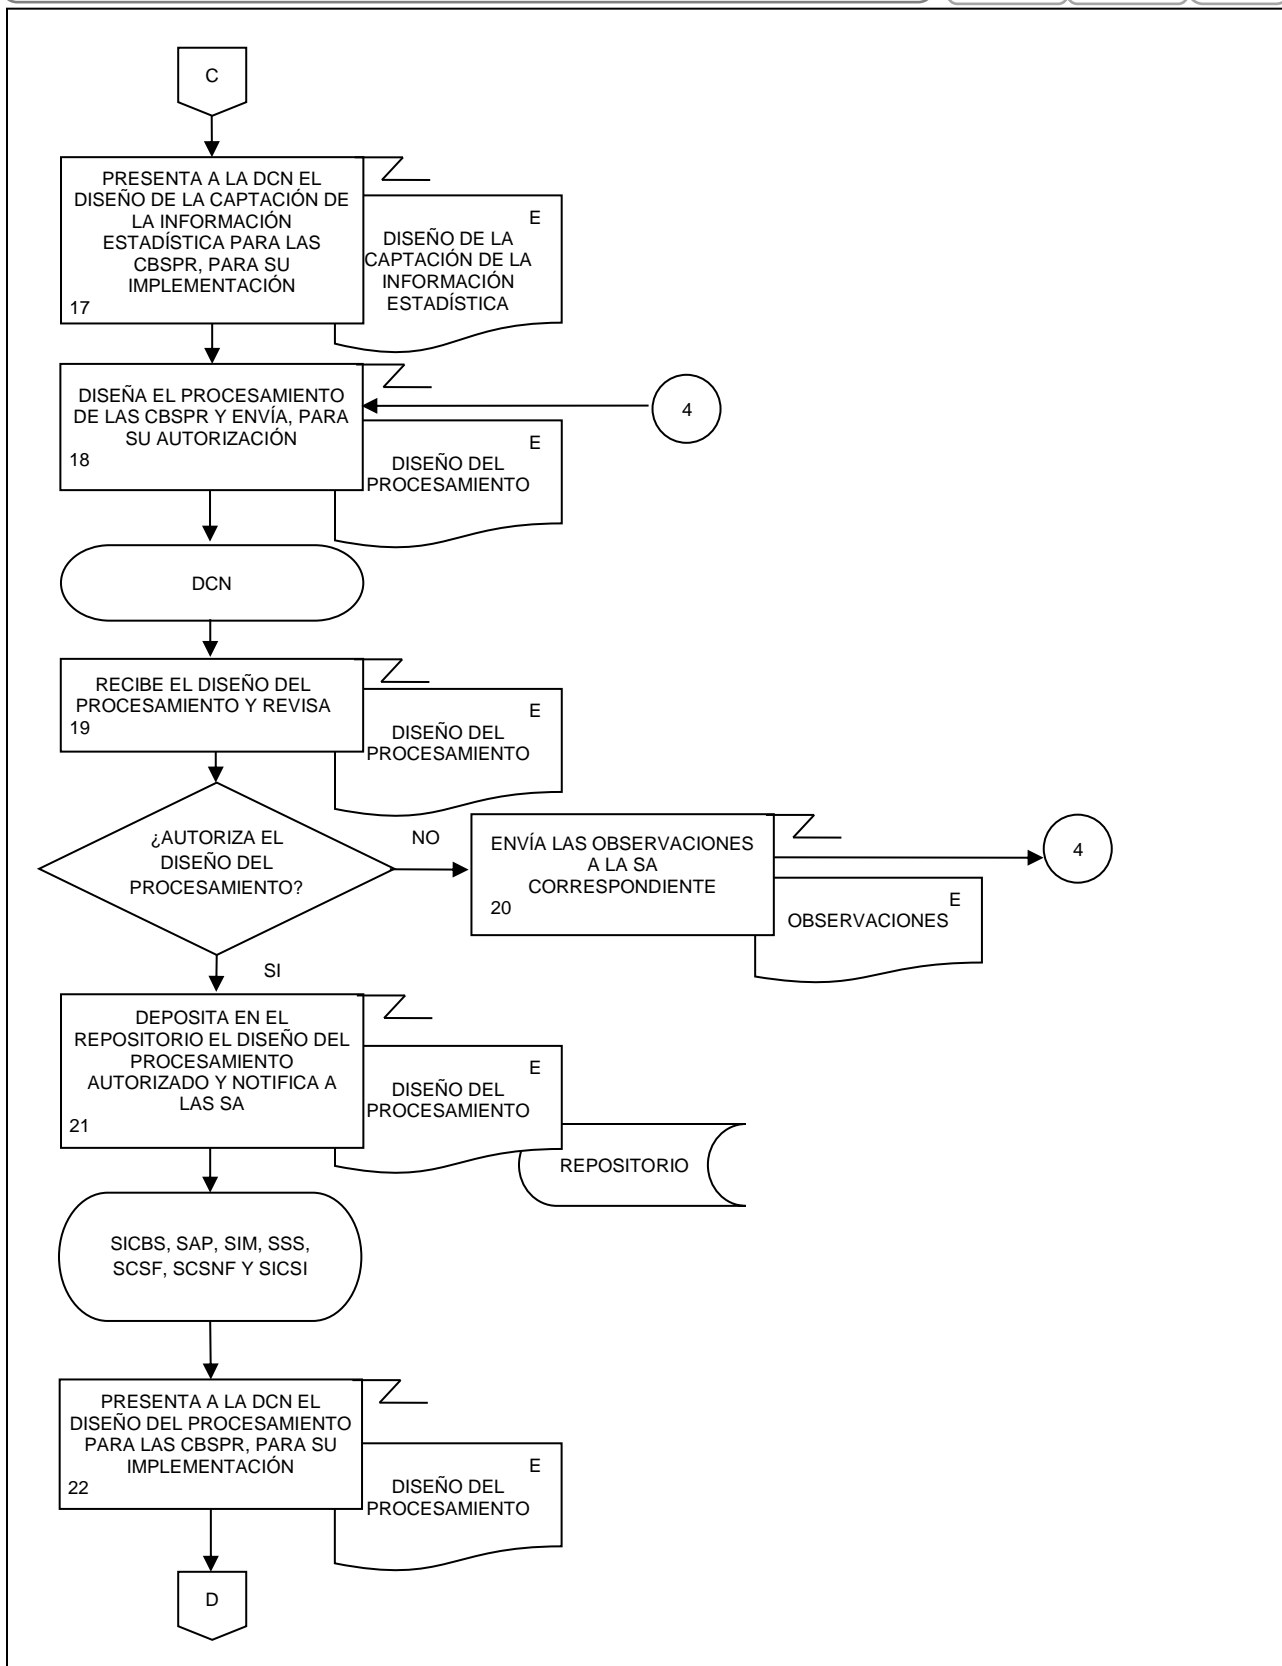 C
PRESENTA A LA DCN EL
DISEÑO DE LA CAPTACIÓN DE
LA INFORMACIÓN
ESTADÍSTICA PARA LAS
CBSPR, PARA SU
IMPLEMENTACIÓN
17
E
DISEÑO DE LA
CAPTACIÓN DE LA
INFORMACIÓN
ESTADÍSTICA
DISEÑA EL PROCESAMIENTO
DE LAS CBSPR Y ENVÍA, PARA
SU AUTORIZACIÓN
18
4
E
DISEÑO DEL
PROCESAMIENTO
DCN
RECIBE EL DISEÑO DEL
PROCESAMIENTO Y REVISA
19
E
DISEÑO DEL
PROCESAMIENTO
¿AUTORIZA EL
DISEÑO DEL
PROCESAMIENTO?
NO
ENVÍA LAS OBSERVACIONES
A LA SA
CORRESPONDIENTE
20
4
E
OBSERVACIONES
SI
DEPOSITA EN EL
REPOSITORIO EL DISEÑO DEL
PROCESAMIENTO
AUTORIZADO Y NOTIFICA A
LAS SA
21
E
DISEÑO DEL
PROCESAMIENTO
REPOSITORIO
SICBS, SAP, SIM, SSS,
SCSF, SCSNF Y SICSI
PRESENTA A LA DCN EL
DISEÑO DEL PROCESAMIENTO
PARA LAS CBSPR, PARA SU
IMPLEMENTACIÓN
22
E
DISEÑO DEL
PROCESAMIENTO
D